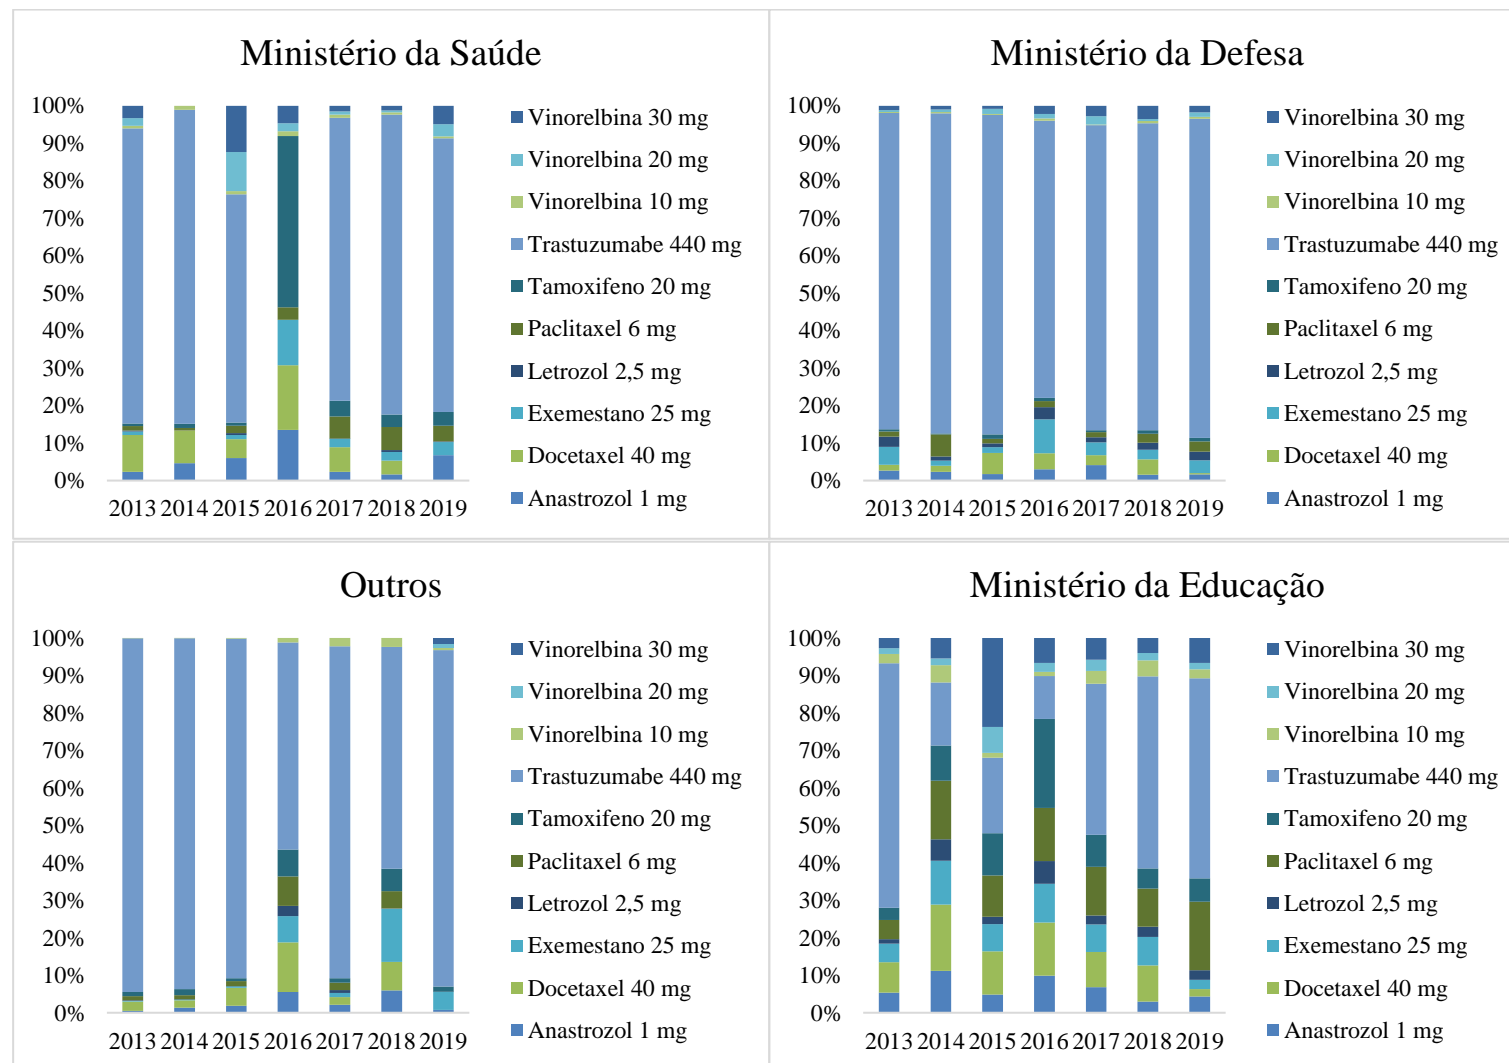 Ministério da Saúde
100%
90%
80%
70%
60%
50%
40%
30%
20%
10%
0%
2013 2014 2015 2016 2017 2018 2019
Vinorelbina 30 mg
Vinorelbina 20 mg
Vinorelbina 10 mg
Trastuzumabe 440 mg
Tamoxifeno 20 mg
Paclitaxel 6 mg
Letrozol 2,5 mg
Exemestano 25 mg
Docetaxel 40 mg
Anastrozol 1 mg
Ministério da Defesa
100%
90%
80%
70%
60%
50%
40%
30%
20%
10%
0%
2013 2014 2015 2016 2017 2018 2019
Vinorelbina 30 mg
Vinorelbina 20 mg
Vinorelbina 10 mg
Trastuzumabe 440 mg
Tamoxifeno 20 mg
Paclitaxel 6 mg
Letrozol 2,5 mg
Exemestano 25 mg
Docetaxel 40 mg
Anastrozol 1 mg
Outros
100%
90%
80%
70%
60%
50%
40%
30%
20%
10%
0%
2013 2014 2015 2016 2017 2018 2019
Vinorelbina 30 mg
Vinorelbina 20 mg
Vinorelbina 10 mg
Trastuzumabe 440 mg
Tamoxifeno 20 mg
Paclitaxel 6 mg
Letrozol 2,5 mg
Exemestano 25 mg
Docetaxel 40 mg
Anastrozol 1 mg
Ministério da Educação
100%
90%
80%
70%
60%
50%
40%
30%
20%
10%
0%
2013 2014 2015 2016 2017 2018 2019
Vinorelbina 30 mg
Vinorelbina 20 mg
Vinorelbina 10 mg
Trastuzumabe 440 mg
Tamoxifeno 20 mg
Paclitaxel 6 mg
Letrozol 2,5 mg
Exemestano 25 mg
Docetaxel 40 mg
Anastrozol 1 mg